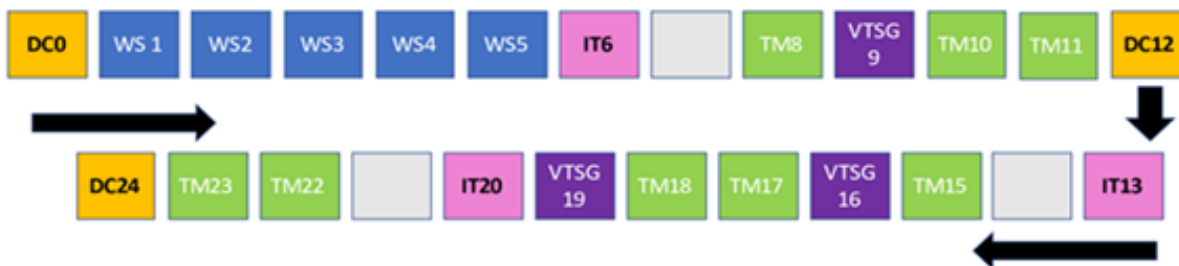 DC0 WS 1 WS2 WS3 WS4 WS5 IT6 TM8 VTSG 9 TM10 TM11 DC12
DC24 TM23 TM22 IT20 VTSG 19 TM18 TM17 VTSG 16 TM15 IT13